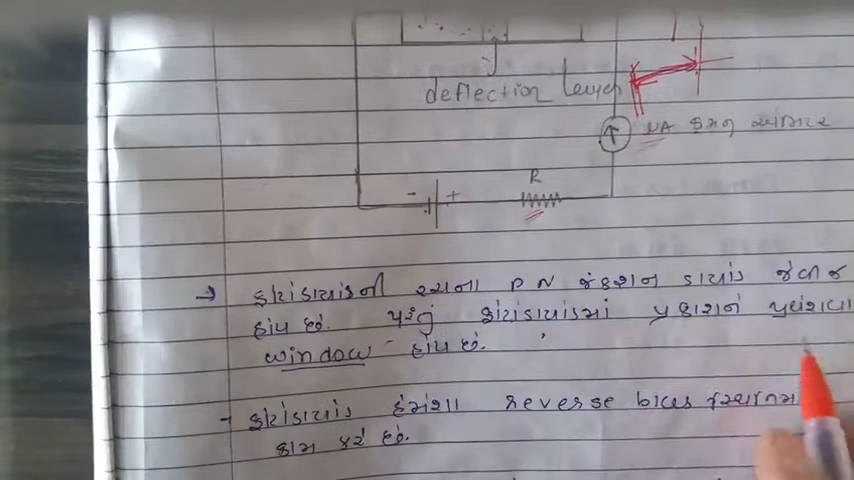 deflection layer
μA ક્રમનું એમીટર
R
- +
→ ફોટોડાયોડની રચના PN જંકશન ડાયોડ જેવી જ
હોય છે. પરંતુ ફોટોડાયોડમાં પ્રકાશને પ્રવેશવા
window હોય છે.
- ફોટોડાયોડ હંમેશા reverse bias
કામ કરે છે.